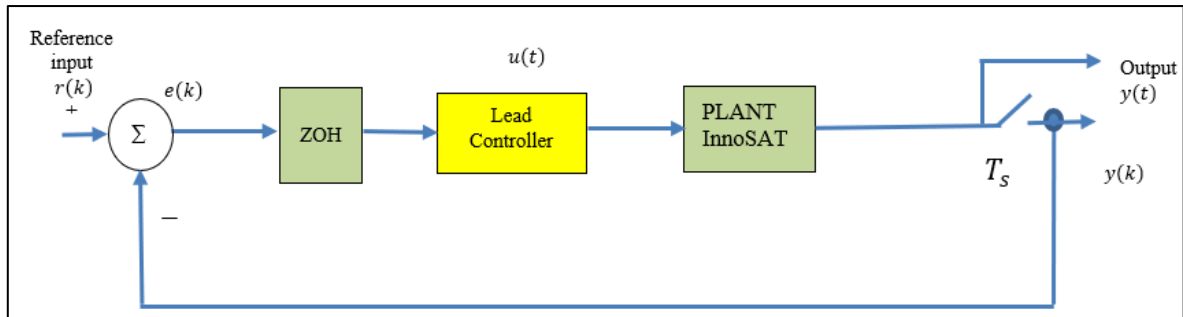 Reference
input
r(k)
+
Σ
−
e(k)
ZOH
u(t)
Lead
Controller
PLANT
InnoSAT
T_s
Output
y(t)
y(k)